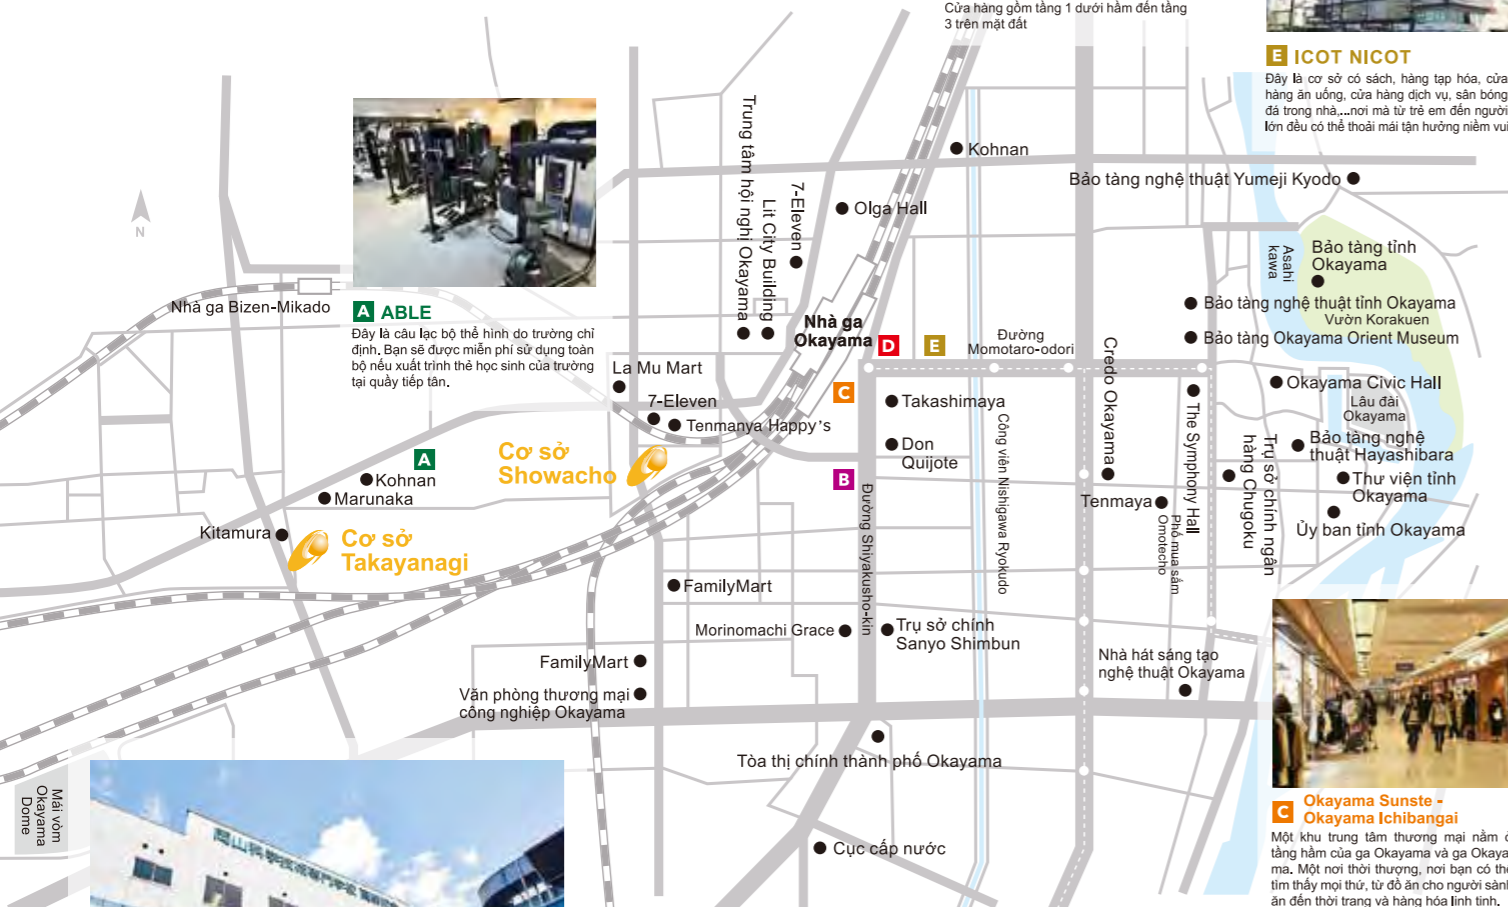 Cửa hàng gồm tầng 1 dưới hầm đến tầng
3 trên mặt đất
E ICOT NICOT
Đây là cơ sở có sách, hàng tạp hóa, cửa
hàng ăn uống, cửa hàng dịch vụ, sân bóng
đá trong nhà,...nơi mà từ trẻ em đến người
lớn đều có thể thoải mái tận hưởng niềm vui
Kohnan
Bảo tàng nghệ thuật Yumeji Kyodo
Trung tâm hội nghị Okayama
Lit City Building
7-Eleven
Olga Hall
N
Asahi
kawa
Bảo tàng tỉnh
Okayama
Nhà ga Bizen-Mikado
A ABLE
Đây là câu lạc bộ thể hình do trường chỉ
định. Bạn sẽ được miễn phí sử dụng toàn
bộ nếu xuất trình thẻ học sinh của trường
tại quầy tiếp tân.
Nhà ga
Okayama
D
E
Đường
Momotaro-odori
Bảo tàng nghệ thuật tỉnh Okayama
Vườn Korakuen
Bảo tàng Okayama Orient Museum
La Mu Mart
7-Eleven
Tenmanya Happy's
C
Takashimaya
Credo Okayama
The Symphony Hall
Okayama Civic Hall
Lâu đài
Okayama
Cơ sở
Showacho
A
Kohnan
Marunaka
Don
Quijote
B
Công viên Nishigawa Ryokudo
Trụ sở chính ngân
hàng Chugoku
Bảo tàng nghệ
thuật Hayashibara
Thư viện tỉnh
Okayama
Tenmaya
Phố mua sắm
Omotecho
Ủy ban tỉnh Okayama
Kitamura
Cơ sở
Takayanagi
Đường Shiyakusho-kin
FamilyMart
Morinomachi Grace
Trụ sở chính
Sanyo Shimbun
FamilyMart
Văn phòng thương mại
công nghiệp Okayama
Nhà hát sáng tạo
nghệ thuật Okayama
Tòa thị chính thành phố Okayama
Mái vòm
Okayama
Dome
Cục cấp nước
C Okayama Sunste -
Okayama Ichibangai
Một khu trung tâm thương mại nằm ở
tầng hầm của ga Okayama và ga Okaya-
ma. Một nơi thời thượng, nơi bạn có thể
tìm thấy mọi thứ, từ đồ ăn cho người sành
ăn đến thời trang và hàng hóa linh tinh.